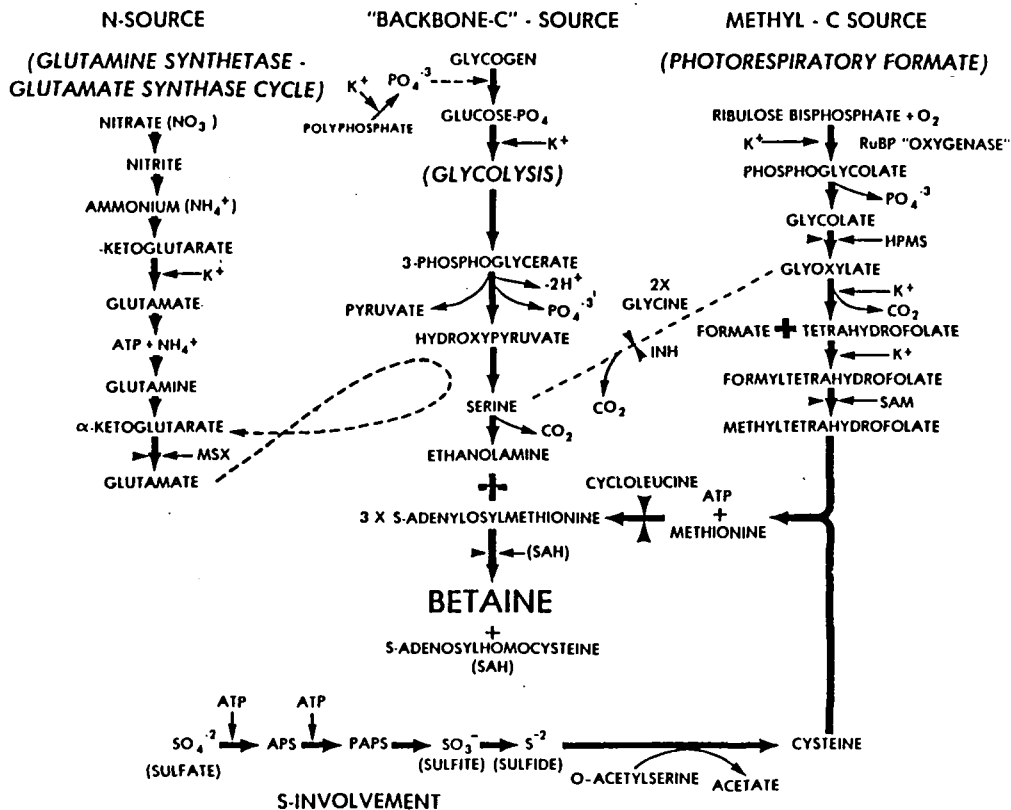 N-SOURCE
(GLUTAMINE SYNTHETASE -
GLUTAMATE SYNTHASE CYCLE)
NITRATE (NO3)
NITRITE
AMMONIUM (NH4+)
-KETOGLUTARATE
K+
GLUTAMATE
ATP + NH4+
GLUTAMINE
α-KETOGLUTARATE
MSX
GLUTAMATE
"BACKBONE-C" - SOURCE
GLYCOGEN
K+
PO4-3
POLYPHOSPHATE
GLUCOSE-PO4
K+
(GLYCOLYSIS)
3-PHOSPHOGLYCERATE
-2H+
PYRUVATE
PO4-3
HYDROXYPYRUVATE
SERINE
CO2
ETHANOLAMINE
+
3 X S-ADENYLOSYLMETHIONINE
(SAH)
BETAINE
+
S-ADENOSYLHOMOCYSTEINE
(SAH)
2X
GLYCINE
INH
CO2
CYCLOLEUCINE
ATP
+
METHIONINE
METHYL - C SOURCE
(PHOTORESPIRATORY FORMATE)
RIBULOSE BISPHOSPHATE + O2
K+
RuBP "OXYGENASE"
PHOSPHOGLYCOLATE
PO4-3
GLYCOLATE
HPMS
GLYOXYLATE
K+
CO2
FORMATE + TETRAHYDROFOLATE
K+
FORMYLTETRAHYDROFOLATE
SAM
METHYLTETRAHYDROFOLATE
ATP
ATP
SO4-2
APS
PAPS
SO3-
S-2
CYSTEINE
(SULFATE)
(SULFITE)
(SULFIDE)
O-ACETYLSERINE
ACETATE
S-INVOLVEMENT